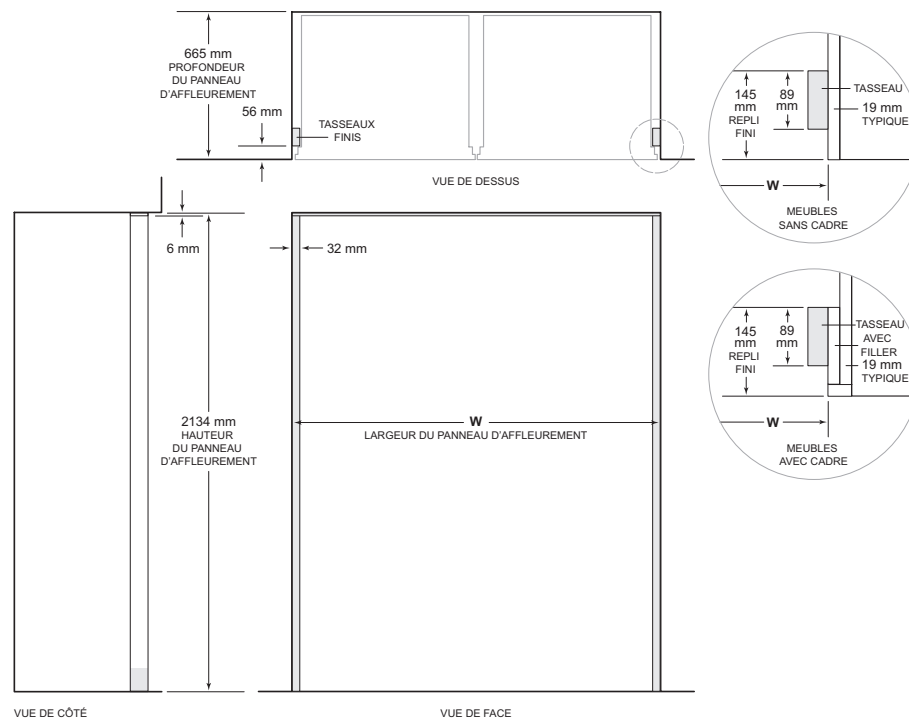 665 mm
PROFONDEUR
DU PANNEAU
D'AFFLEUREMENT
56 mm
TASSEAUX
FINIS
VUE DE DESSUS
145
mm
REPLI
FINI
89
mm
TASSEAU
19 mm
TYPIQUE
W
MEUBLES
SANS CADRE
6 mm
32 mm
2134 mm
HAUTEUR
DU PANNEAU
D'AFFLEUREMENT
W
LARGEUR DU PANNEAU D'AFFLEUREMENT
145
mm
REPLI
FINI
89
mm
TASSEAU
AVEC
FILLER
19 mm
TYPIQUE
W
MEUBLES
AVEC CADRE
VUE DE CÔTÉ
VUE DE FACE